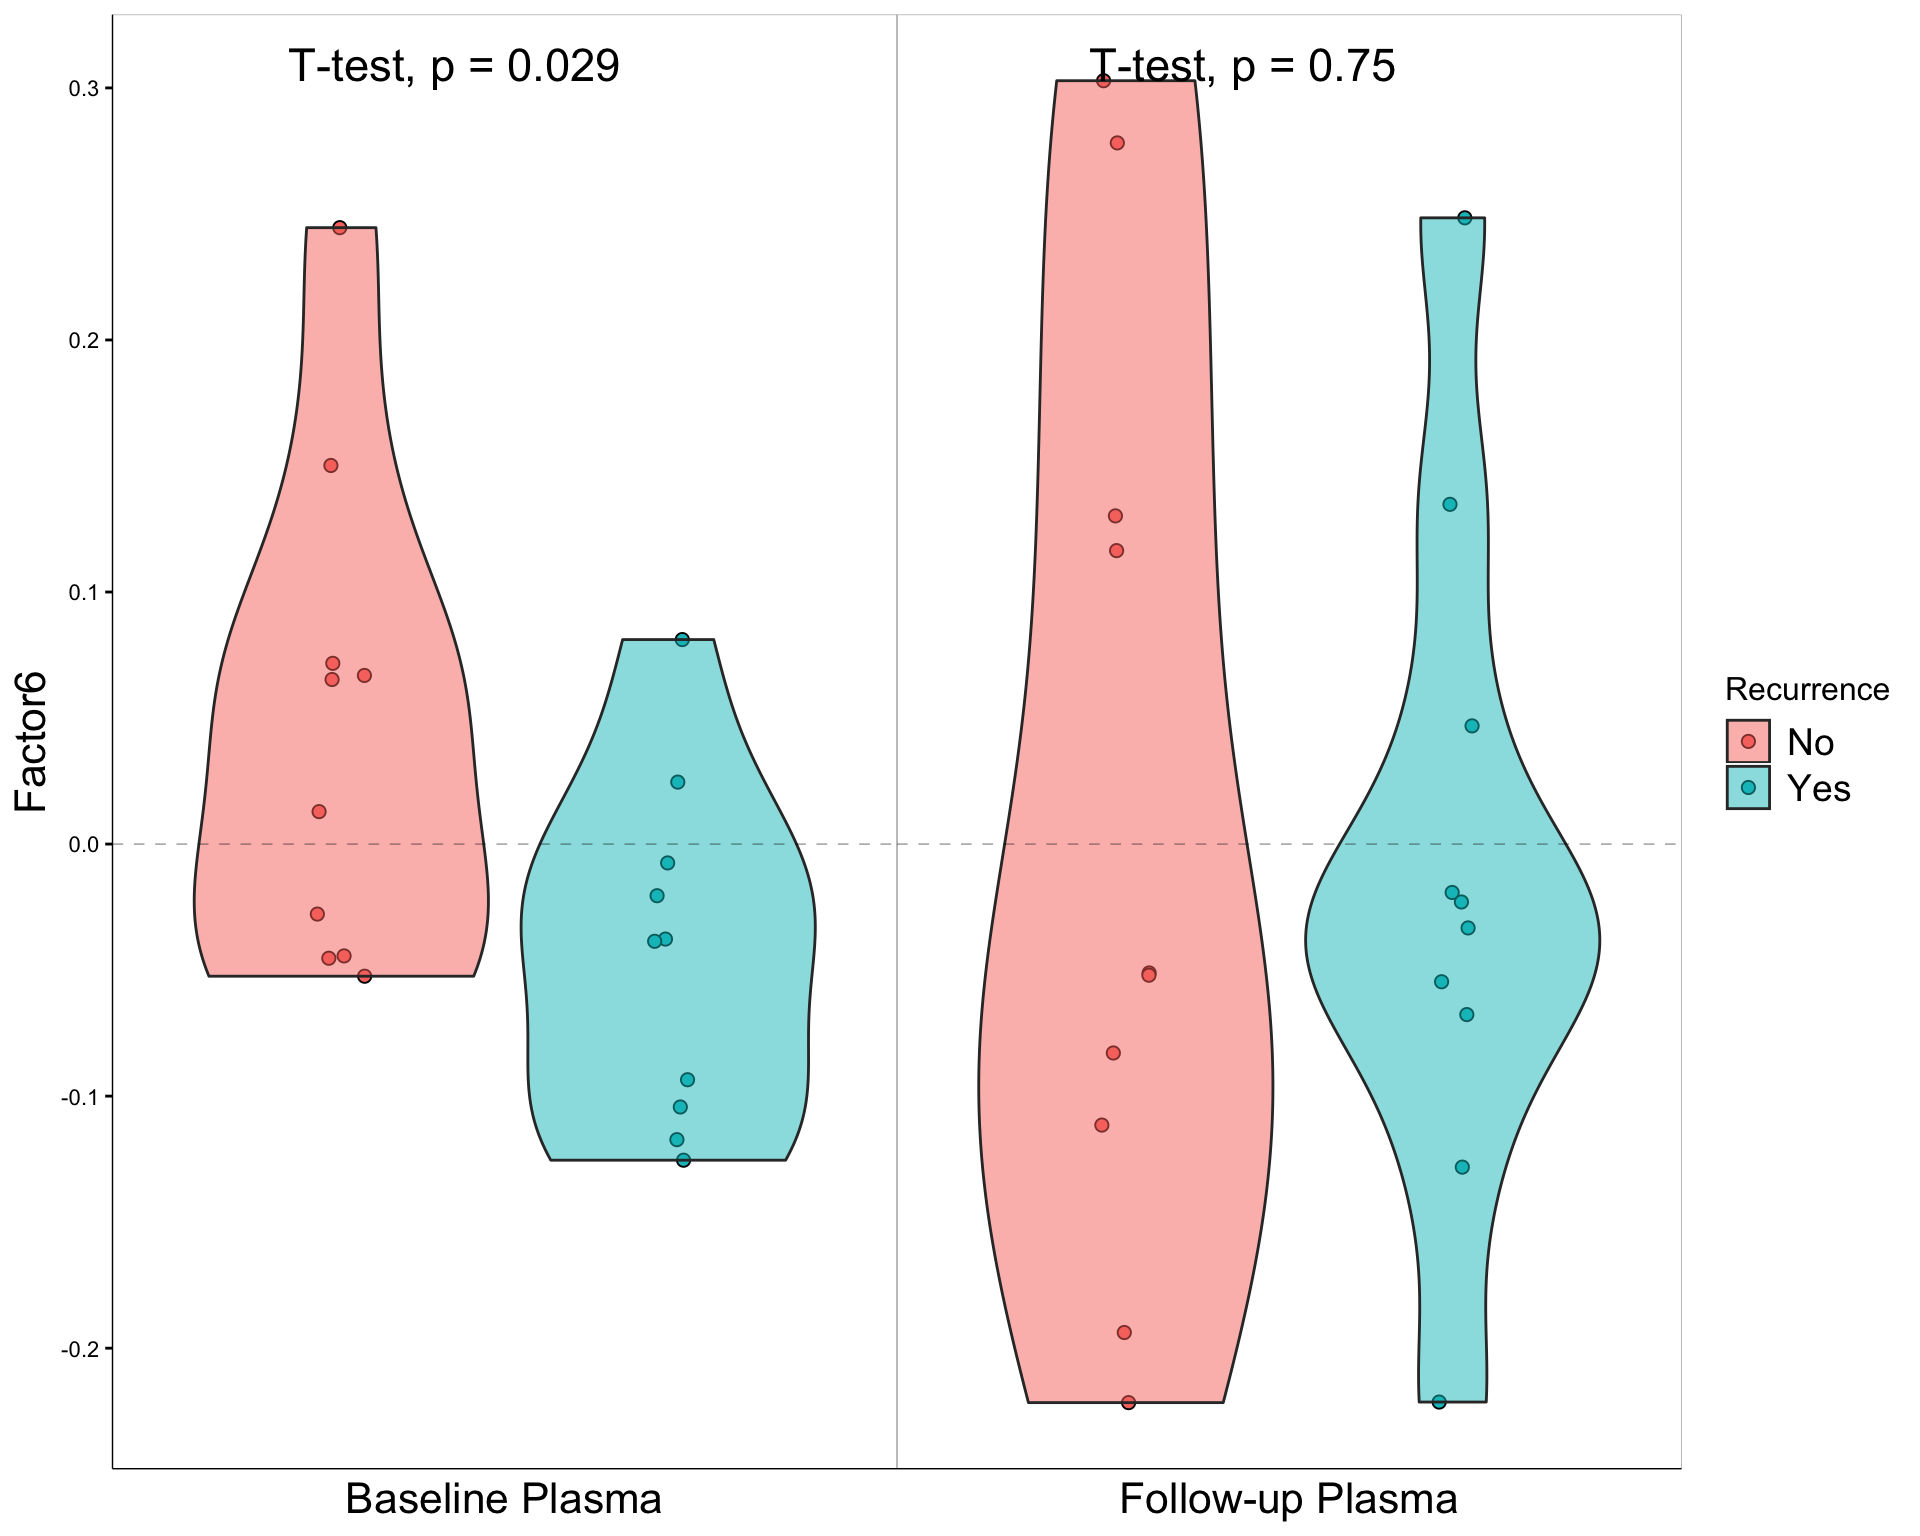 T-test, p = 0.029
T-test, p = 0.75
0.3
0.2
0.1
0.0
-0.1
-0.2
Factor6
Baseline Plasma
Follow-up Plasma
Recurrence
No
Yes